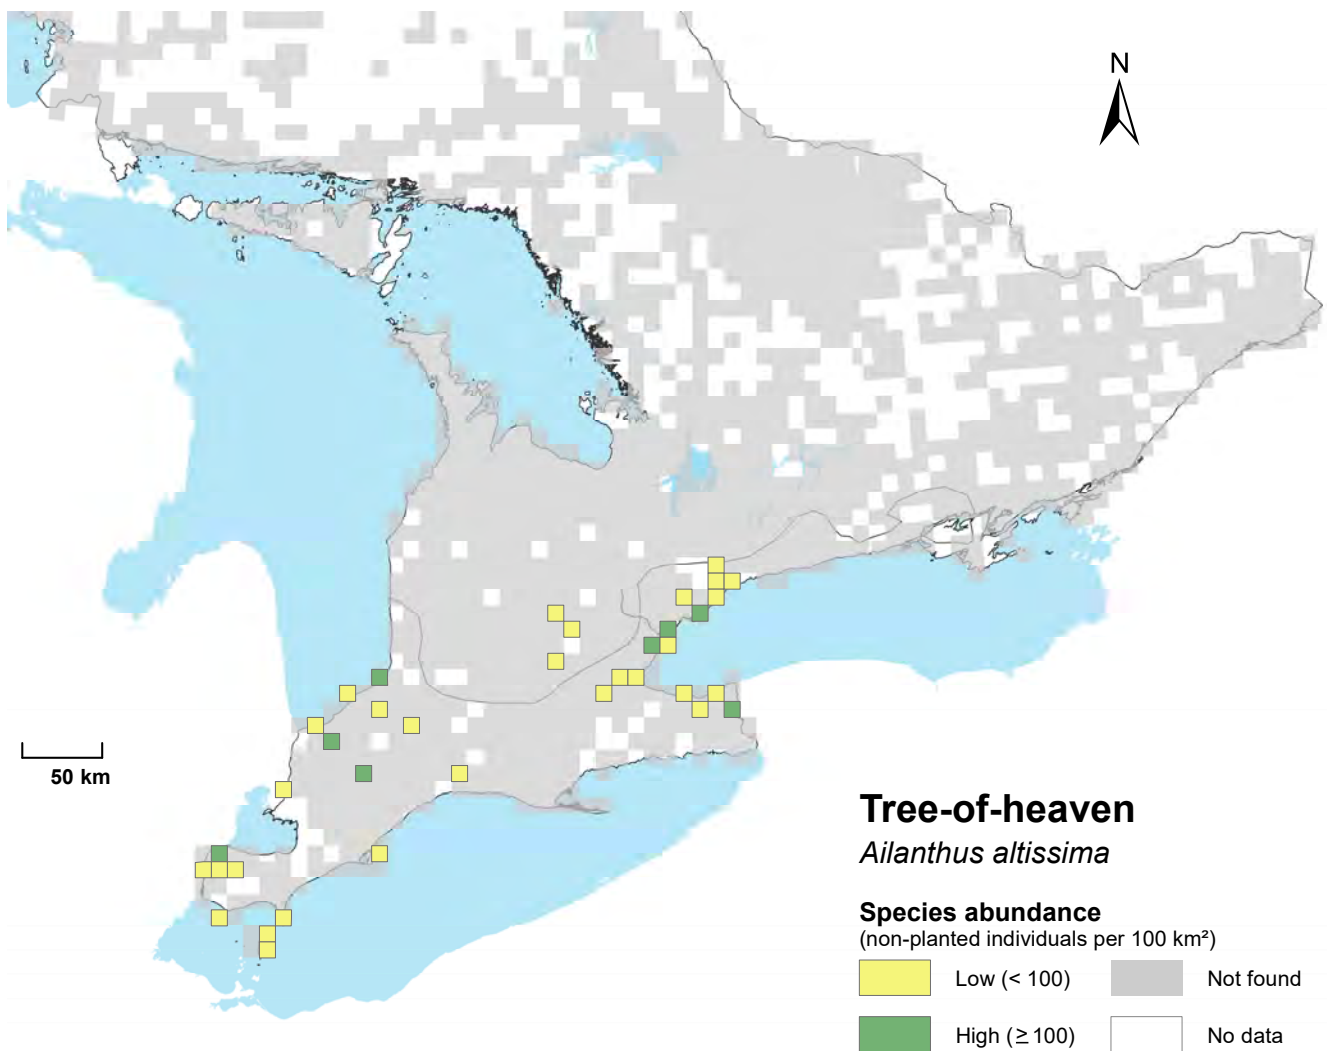 N
50 km
Tree-of-heaven
Ailanthus altissima
Species abundance
(non-planted individuals per 100 km²)
Low (< 100)
Not found
High (≥ 100)
No data